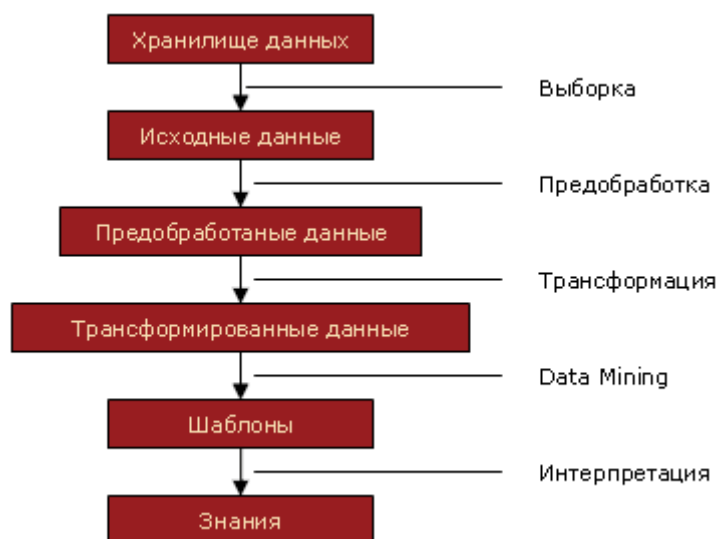 Хранилище данных
Выборка
Исходные данные
Предобработка
Предобработаные данные
Трансформация
Трансформированные данные
Data Mining
Шаблоны
Интерпретация
Знания